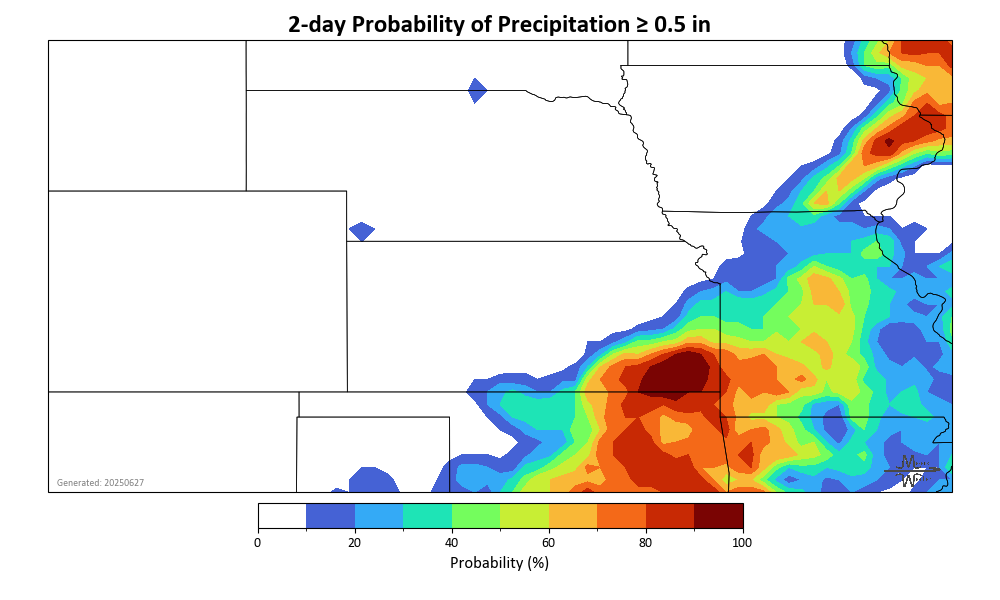 2-day Probability of Precipitation ≥ 0.5 in
Generated: 20250627
0 20 40 60 80 100
Probability (%)